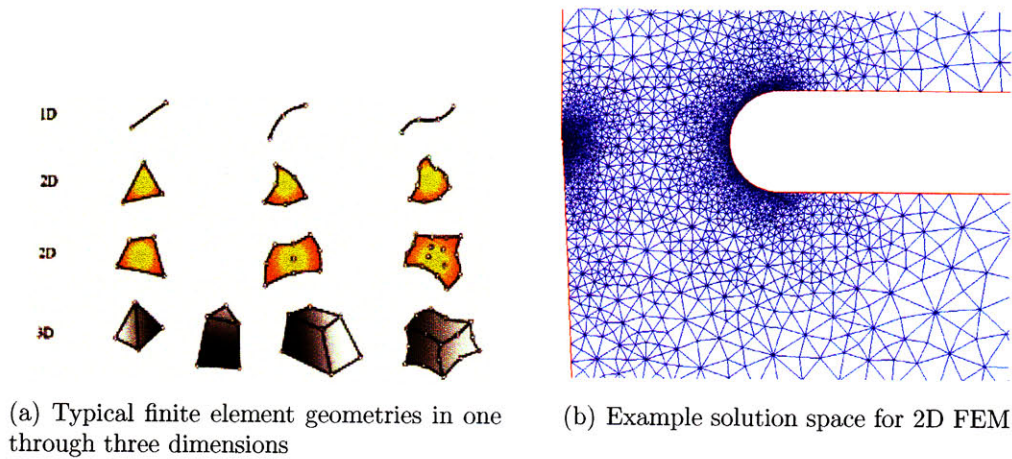 1D
2D
2D
3D
(a) Typical finite element geometries in one
through three dimensions
(b) Example solution space for 2D FEM